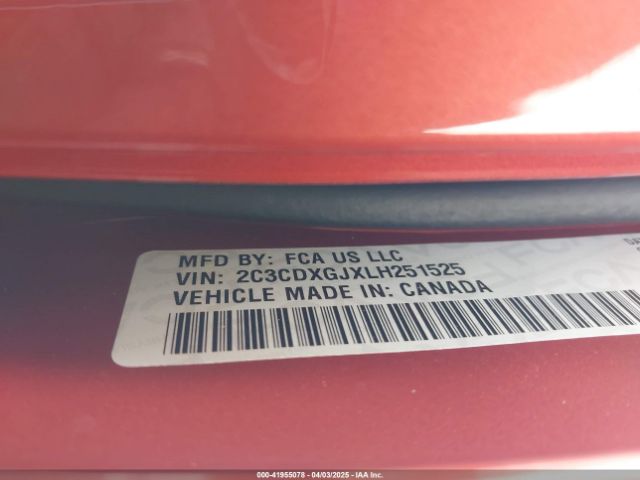 MFD BY: FCA US LLC
VIN: 2C3CDXGJXLH251525
VEHICLE MADE IN: CANADA
000-41955078 - 04/03/2025 - IAA Inc.